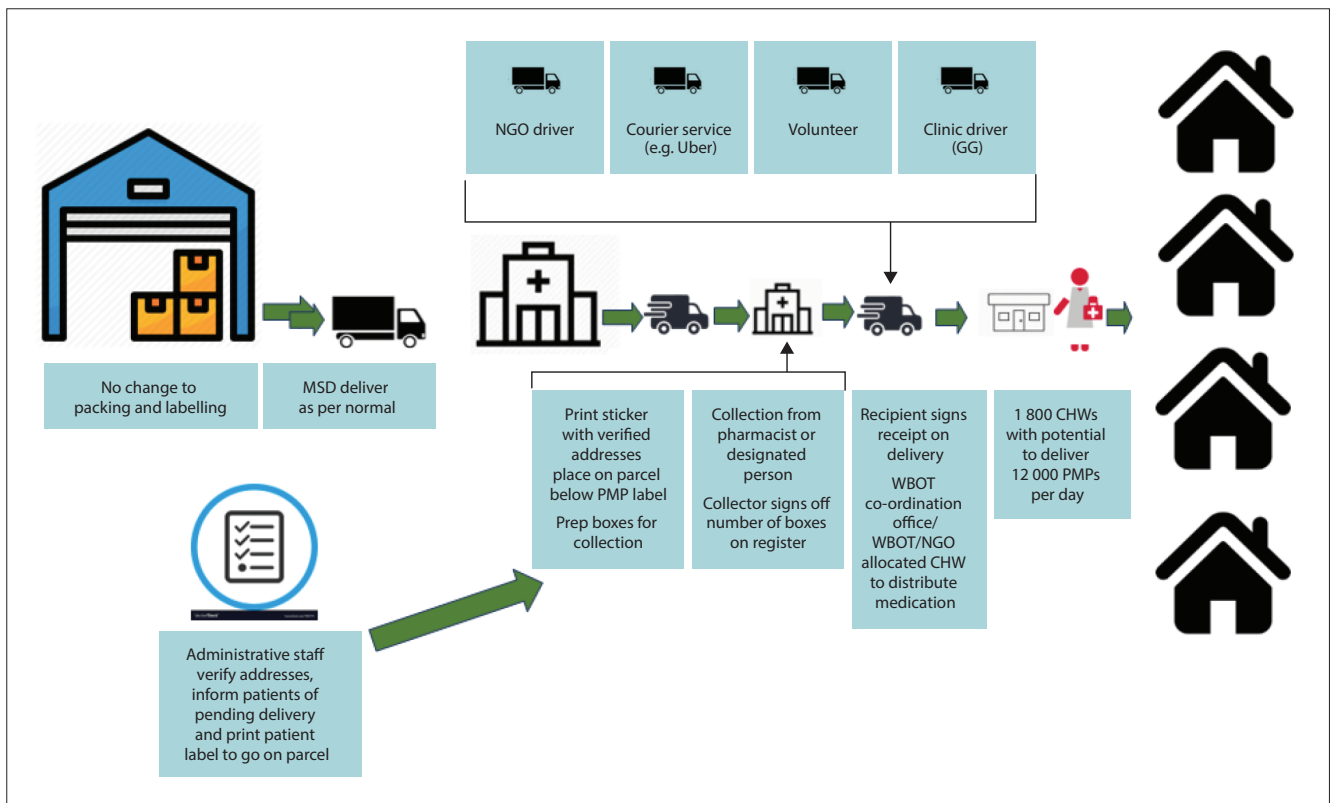 NGO driver
Courier service
(e.g. Uber)
Volunteer
Clinic driver
(GG)
No change to
packing and labelling
MSD deliver
as per normal
Print sticker
with verified
addresses
place on parcel
below PMP label
Prep boxes for
collection
Collection from
pharmacist or
designated
person
Collector signs off
number of boxes
on register
Recipient signs
receipt on
delivery
WBOT
co-ordination
office/
WBOT/NGO
allocated CHW
to distribute
medication
1 800 CHWs
with potential
to deliver
12 000 PMPs
per day
Administrative staff
verify addresses,
inform patients of
pending delivery
and print patient
label to go on parcel